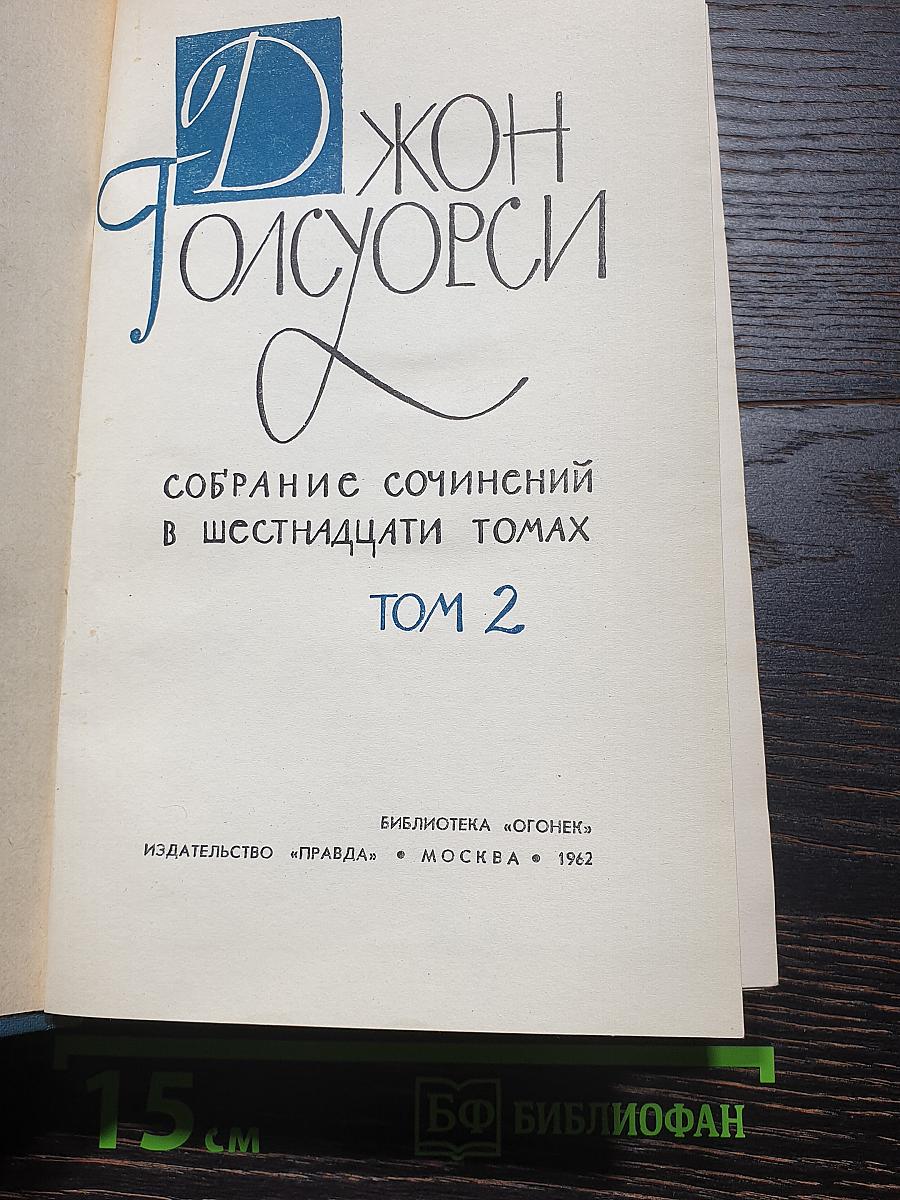 ДЖОН
ГОЛСУОРСИ
СОБРАНИЕ СОЧИНЕНИЙ
В ШЕСТНАДЦАТИ ТОМАХ
ТОМ 2
БИБЛИОТЕКА «ОГОНЕК»
ИЗДАТЕЛЬСТВО «ПРАВДА» • МОСКВА • 1962
15 см
БФ БИБЛИОФАН